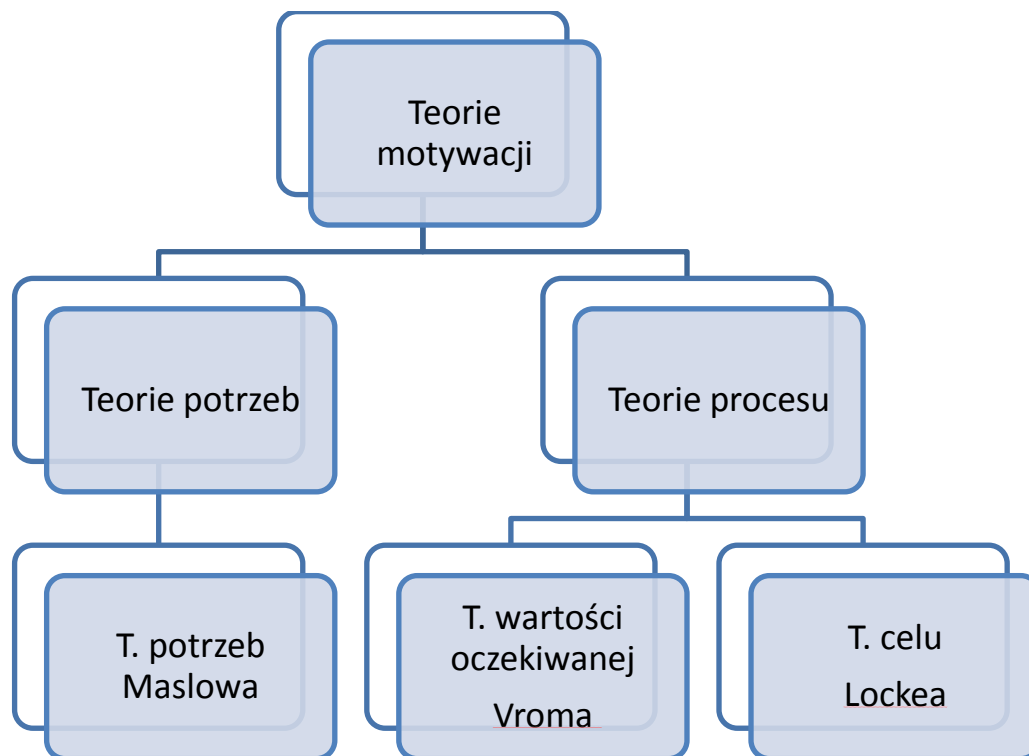 Teorie
motywacji
Teorie potrzeb
Teorie procesu
T. potrzeb
Maslowa
T. wartości
oczekiwanej
Vroma
T. celu
Lockea